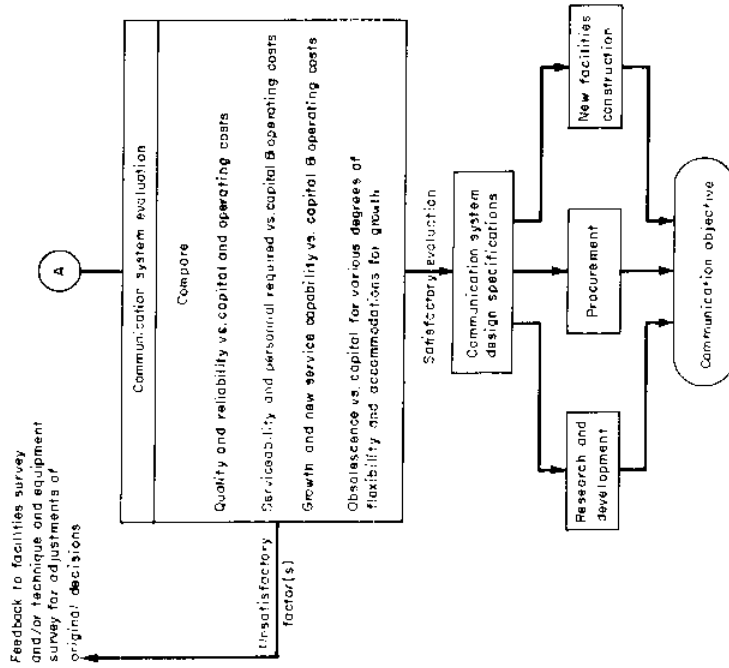 Feedback to facilities survey
and/or technique and equipment
survey for adjustments of
original decisions
A
Communication system evaluation
Compare
Quality and reliability vs. capital and operating costs
Serviceability and personnel required vs. capital & operating costs
Growth and new service capability vs. capital & operating costs
Obsolescence vs. capital for various degrees of
flexibility and accommodations for growth
Unsatisfactory
factor(s)
Satisfactory evaluation
Communication system
design specifications
Research and
development
Procurement
New facilities
construction
Communication objective